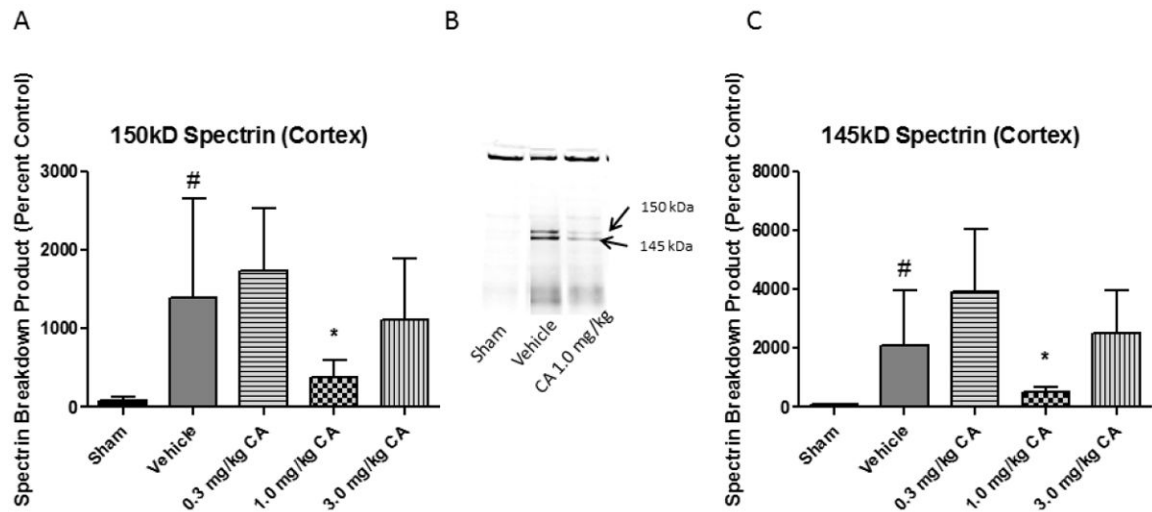 A
B
C
150kD Spectrin (Cortex)
Spectrin Breakdown Product (Percent Control)
3000
2000
1000
0
#
*
Sham
Vehicle
0.3 mg/kg CA
1.0 mg/kg CA
3.0 mg/kg CA
150 kDa
145 kDa
Sham
Vehicle
CA 1.0 mg/kg
145kD Spectrin (Cortex)
Spectrin Breakdown Product (Percent Control)
8000
6000
4000
2000
0
#
*
Sham
Vehicle
0.3 mg/kg CA
1.0 mg/kg CA
3.0 mg/kg CA